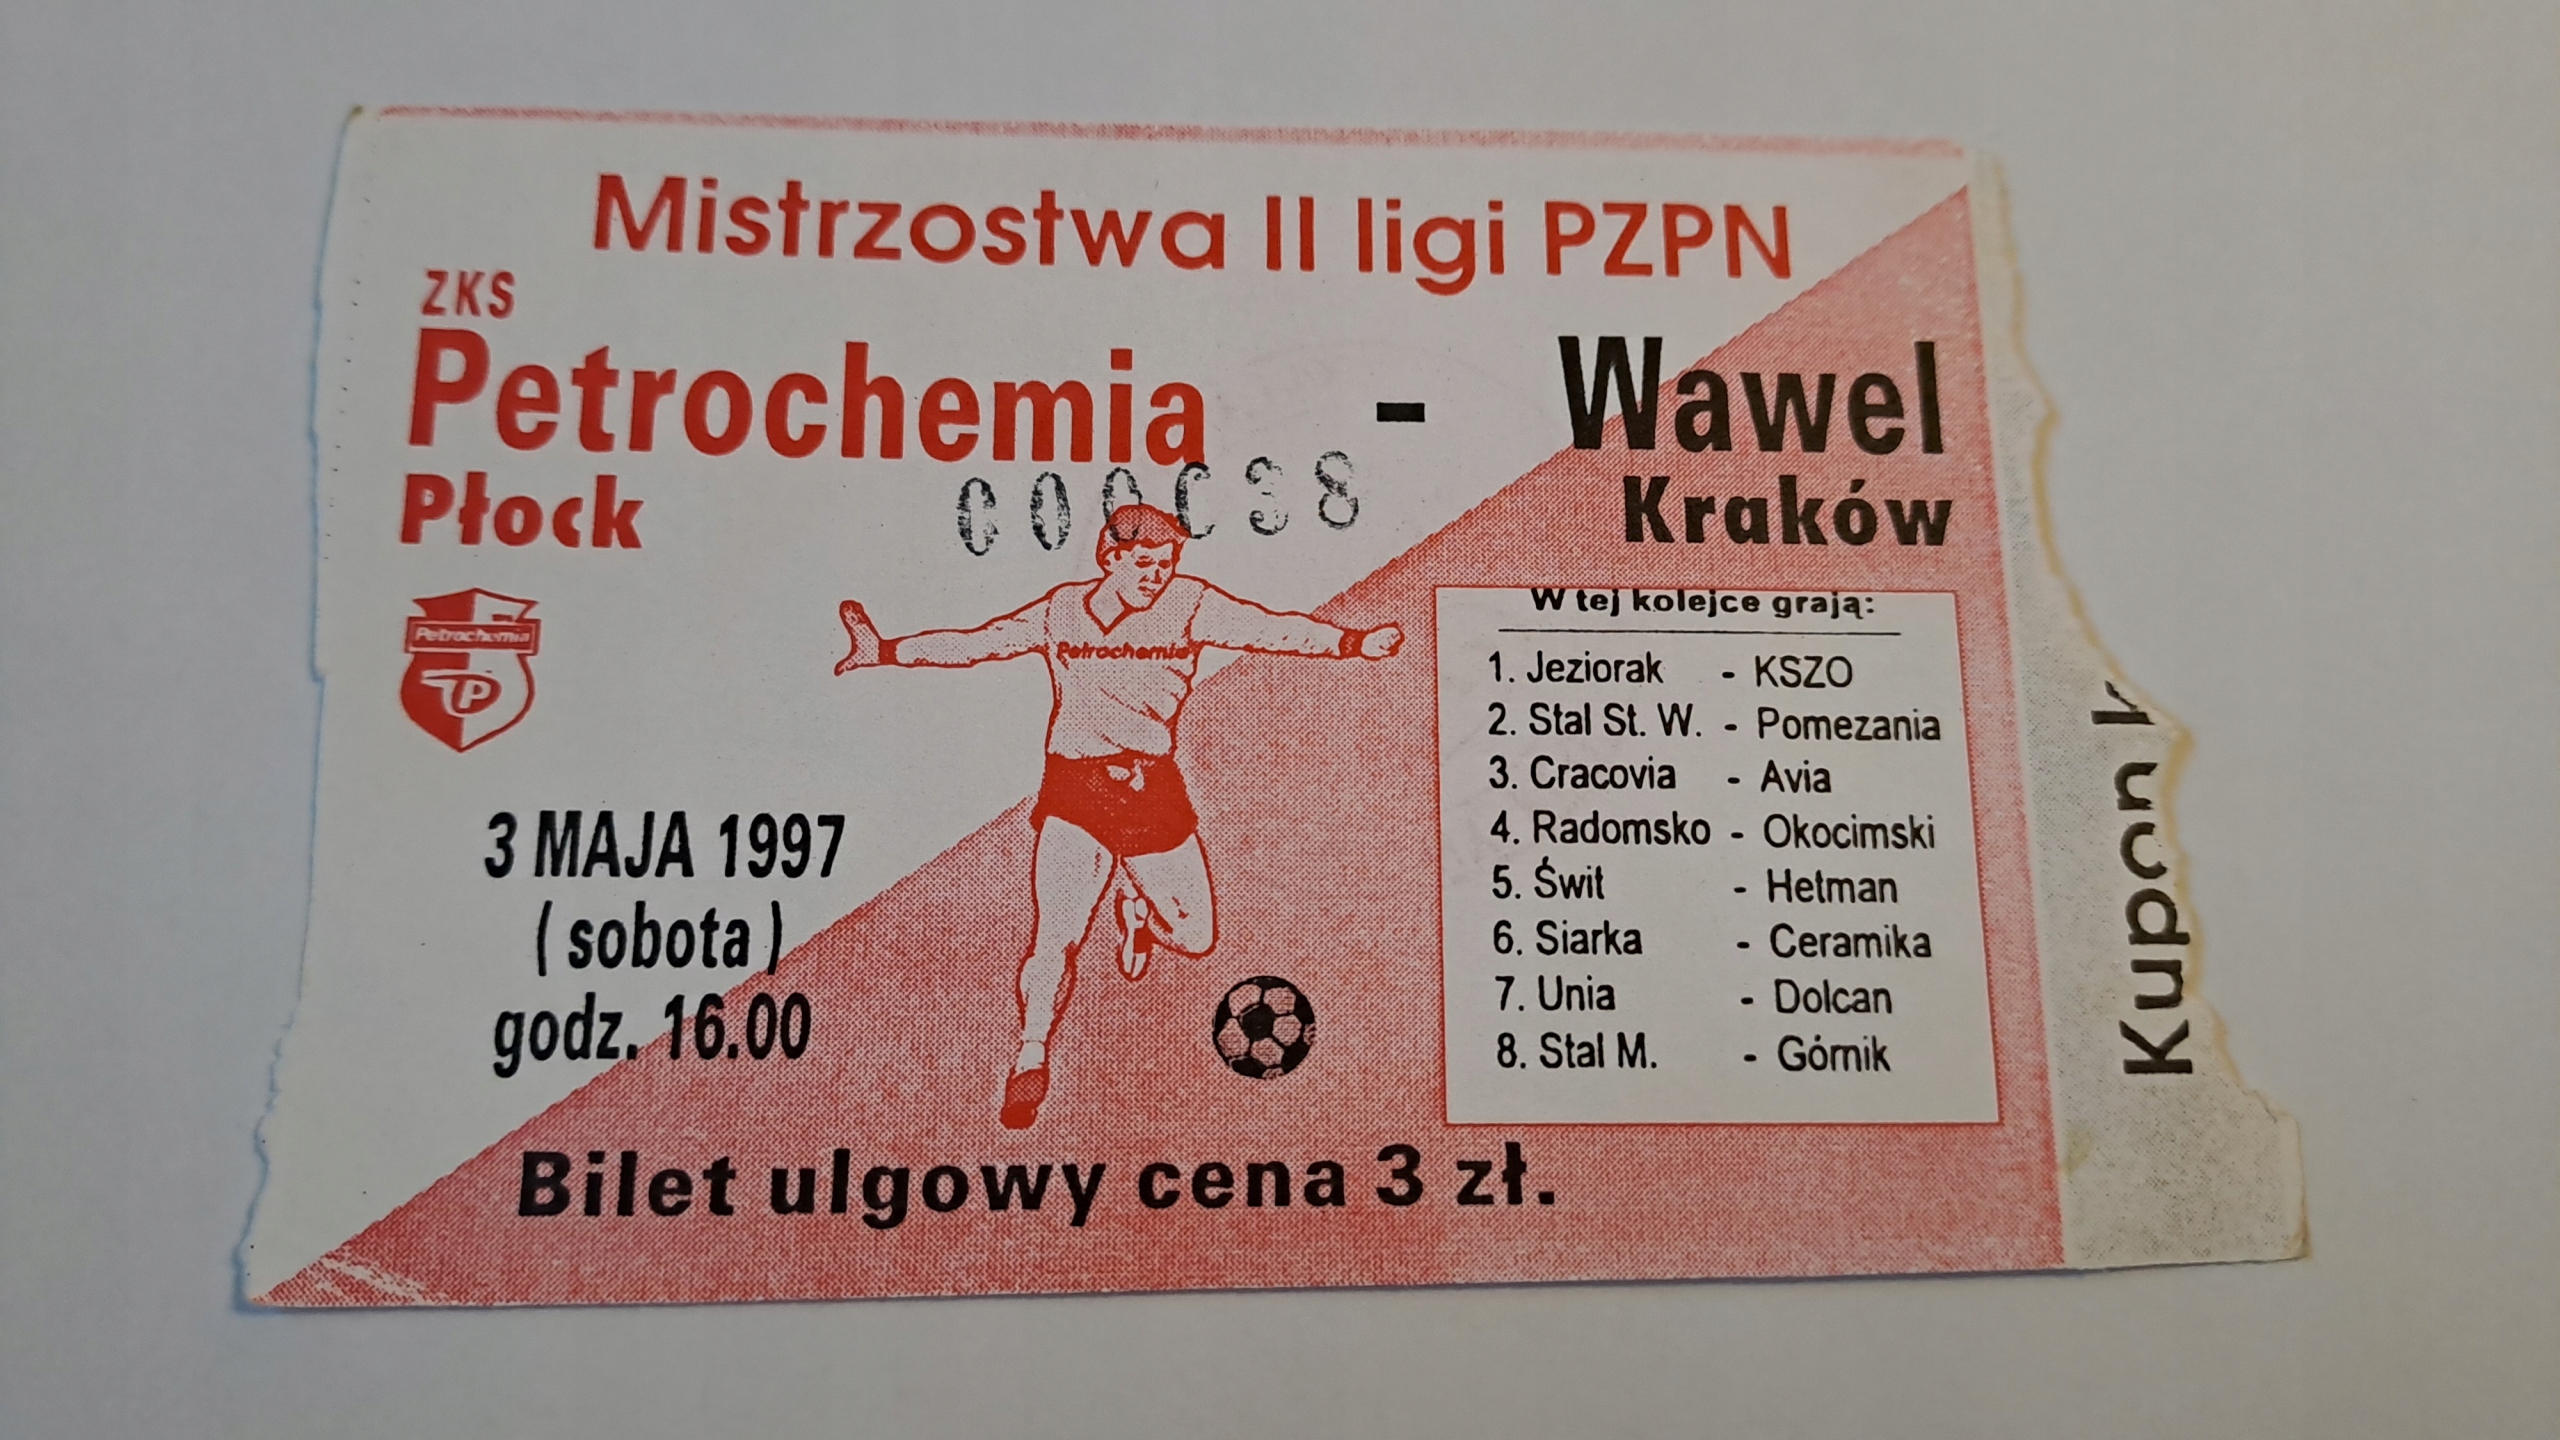 Mistrzostwa II ligi PZPN
ZKS
Petrochemia - Wawel
Płock
Kraków
000038
Petrochemia
P
Petrochemia
3 MAJA 1997
( sobota )
godz. 16.00
W tej kolejce grają:
1. Jeziorak - KSZO
2. Stal St. W. - Pomezania
3. Cracovia - Avia
4. Radomsko - Okocimski
5. Świt - Hetman
6. Siarka - Ceramika
7. Unia - Dolcan
8. Stal M. - Górnik
Bilet ulgowy cena 3 zł.
Kupon